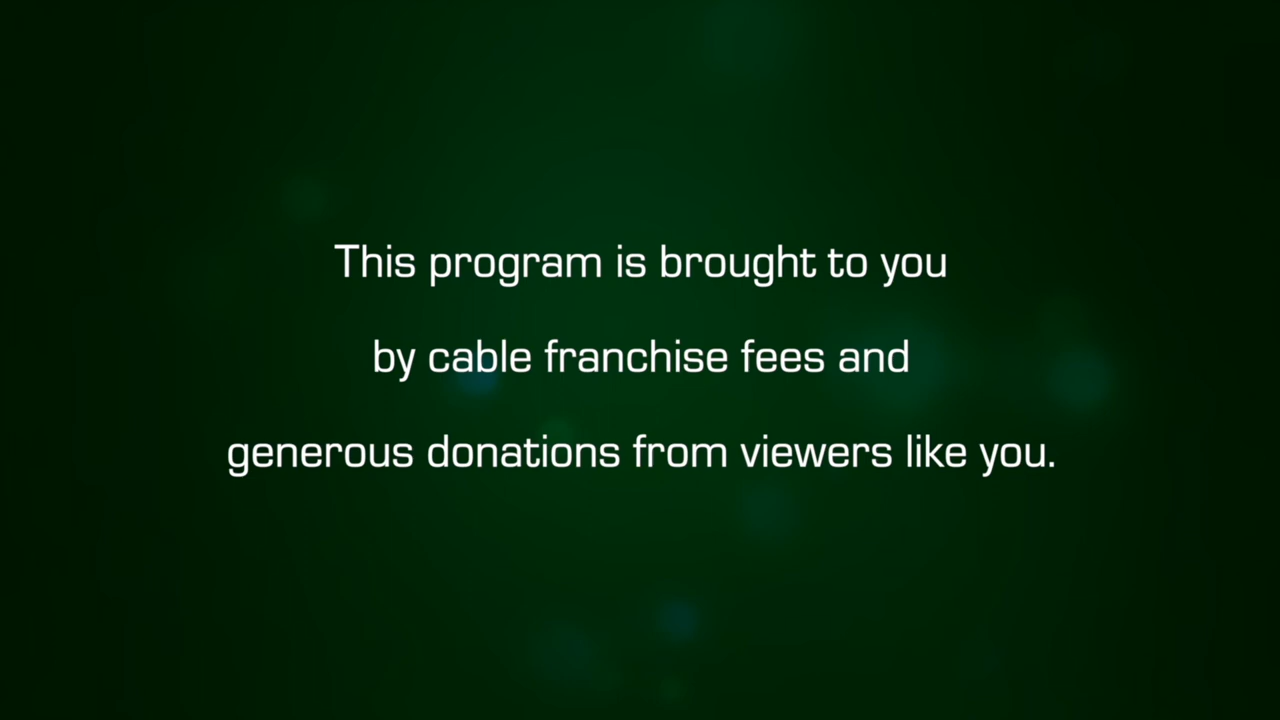 This program is brought to you
by cable franchise fees and
generous donations from viewers like you.